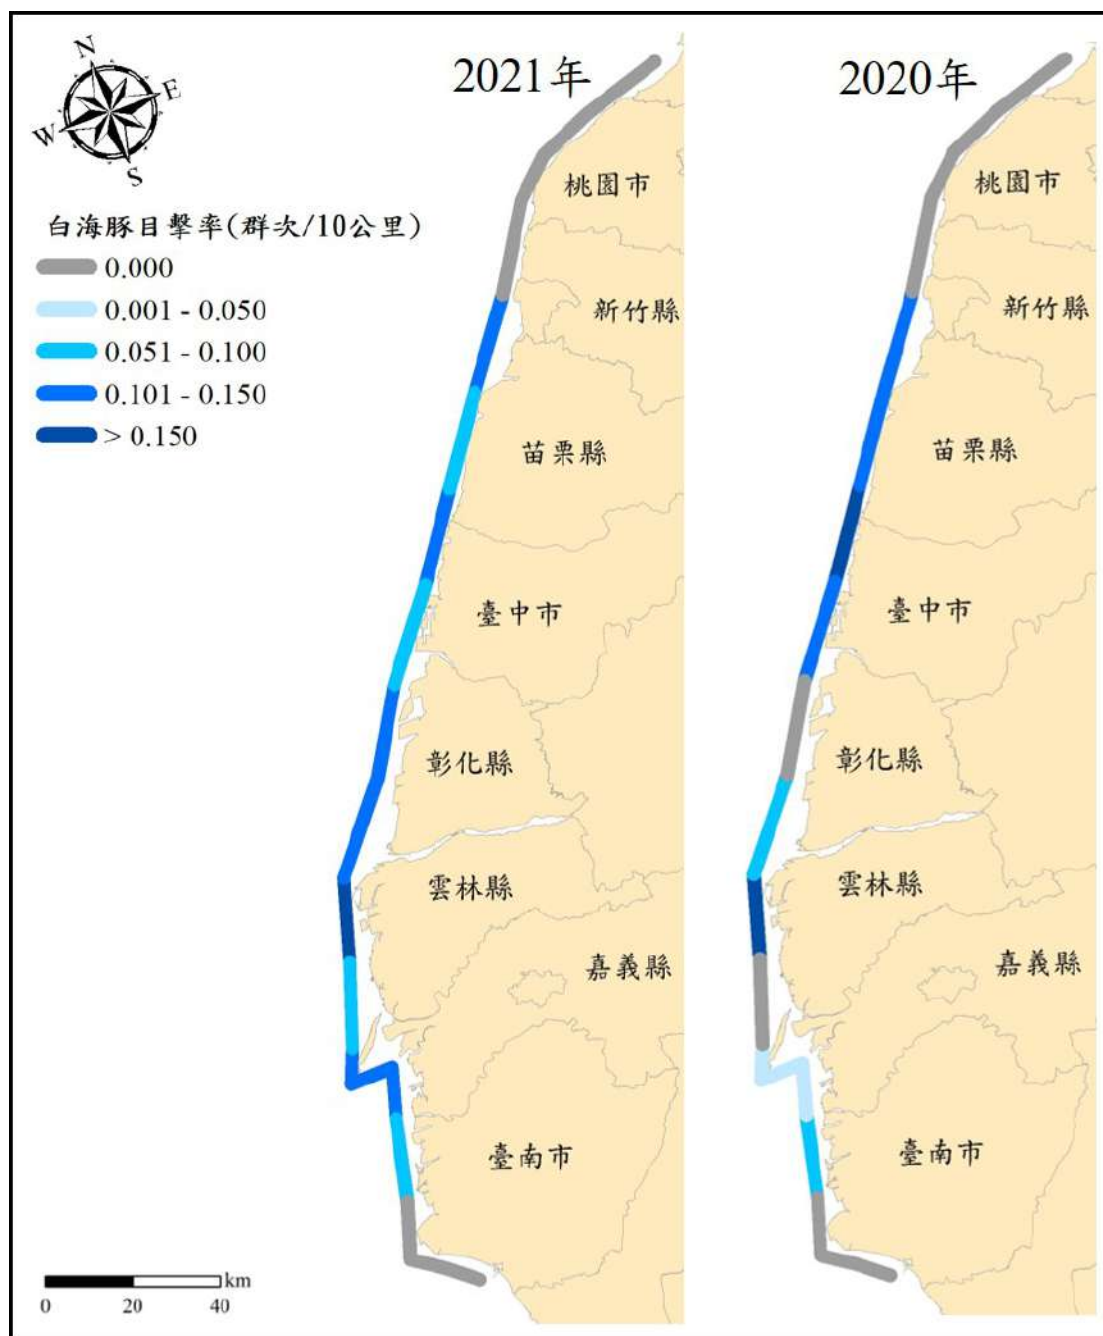 N
E
W
S
2021年
2020年
白海豚目擊率(群次/10公里)
0.000
0.001 - 0.050
0.051 - 0.100
0.101 - 0.150
> 0.150
桃園市
新竹縣
苗栗縣
臺中市
彰化縣
雲林縣
嘉義縣
臺南市
桃園市
新竹縣
苗栗縣
臺中市
彰化縣
雲林縣
嘉義縣
臺南市
km
0 20 40